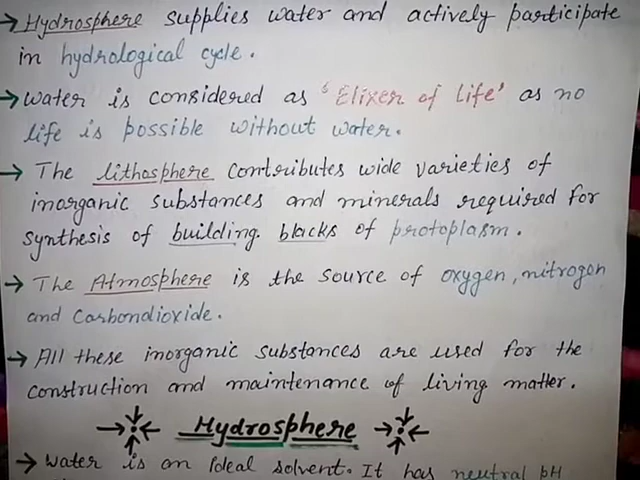 → Hydrosphere supplies water and actively participate
in hydrological cycle.
→ Water is considered as 'Elixer of Life' as no
life is possible without water.
→ The lithosphere contributes wide varieties of
inorganic substances and minerals required for
synthesis of building blacks of protoplasm.
→ The Atmosphere is the source of oxygen, nitrogen
and Carbondioxide.
→ All these inorganic substances are used for the
construction and maintenance of living matter.
Hydrosphere
→ Water is an Ideal solvent. It has neutral pH